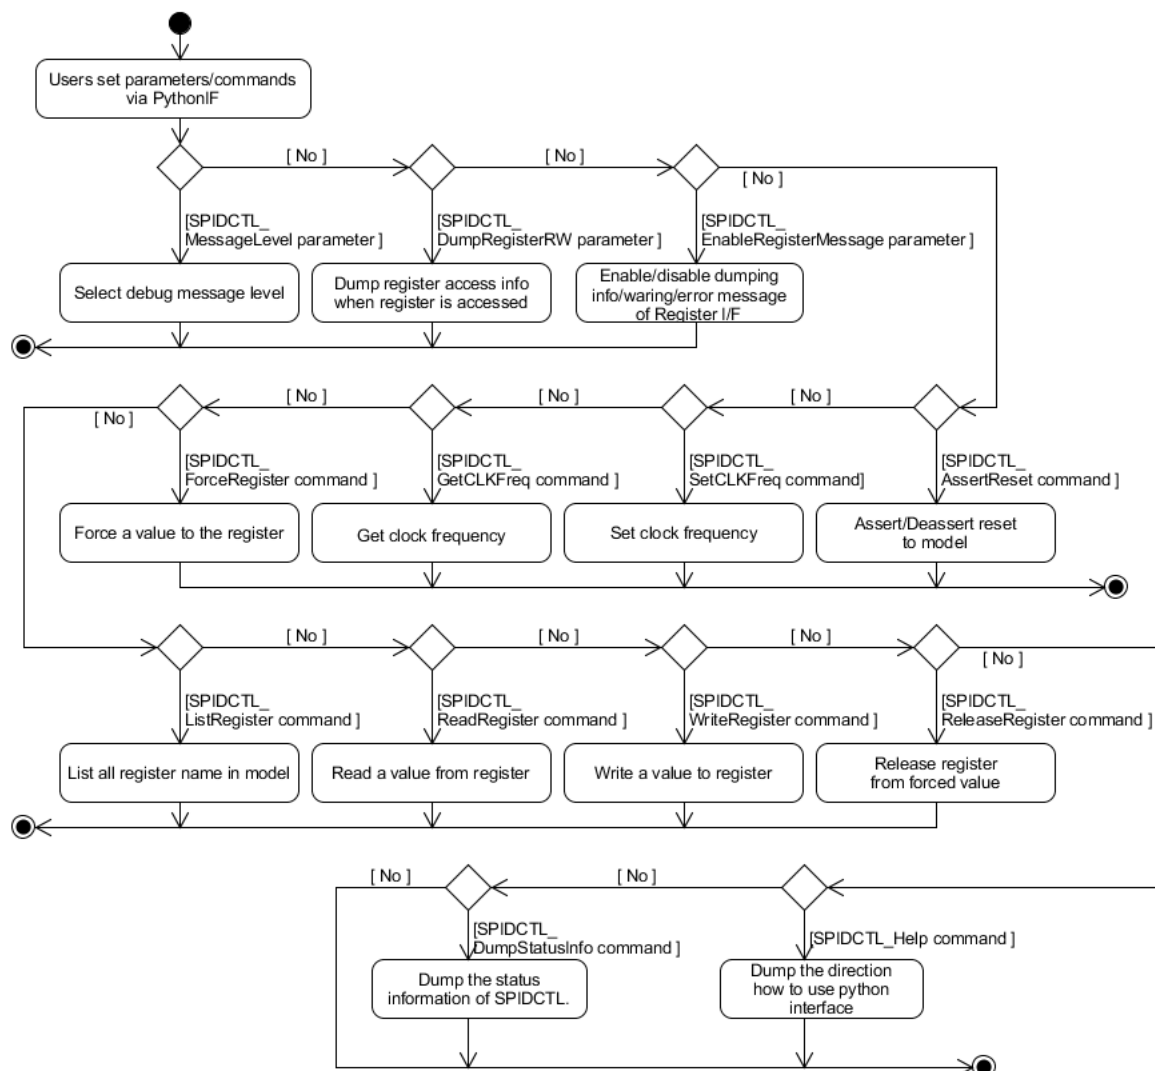 Users set parameters/commands
via PythonIF
[ No ]
[ No ]
[ No ]
[SPIDCTL_
MessageLevel parameter ]
[SPIDCTL_
DumpRegisterRW parameter ]
[SPIDCTL_
EnableRegisterMessage parameter ]
Select debug message level
Dump register access info
when register is accessed
Enable/disable dumping
info/waring/error message
of Register I/F
[ No ]
[ No ]
[ No ]
[ No ]
[SPIDCTL_
ForceRegister command ]
[SPIDCTL_
GetCLKFreq command ]
[SPIDCTL_
SetCLKFreq command]
[SPIDCTL_
AssertReset command ]
Force a value to the register
Get clock frequency
Set clock frequency
Assert/Deassert reset
to model
[ No ]
[ No ]
[ No ]
[ No ]
[SPIDCTL_
ListRegister command ]
[SPIDCTL_
ReadRegister command ]
[SPIDCTL_
WriteRegister command ]
[SPIDCTL_
ReleaseRegister command ]
List all register name in model
Read a value from register
Write a value to register
Release register
from forced value
[ No ]
[ No ]
[SPIDCTL_
DumpStatusInfo command ]
[SPIDCTL_Help command ]
Dump the status
information of SPIDCTL.
Dump the direction
how to use python
interface